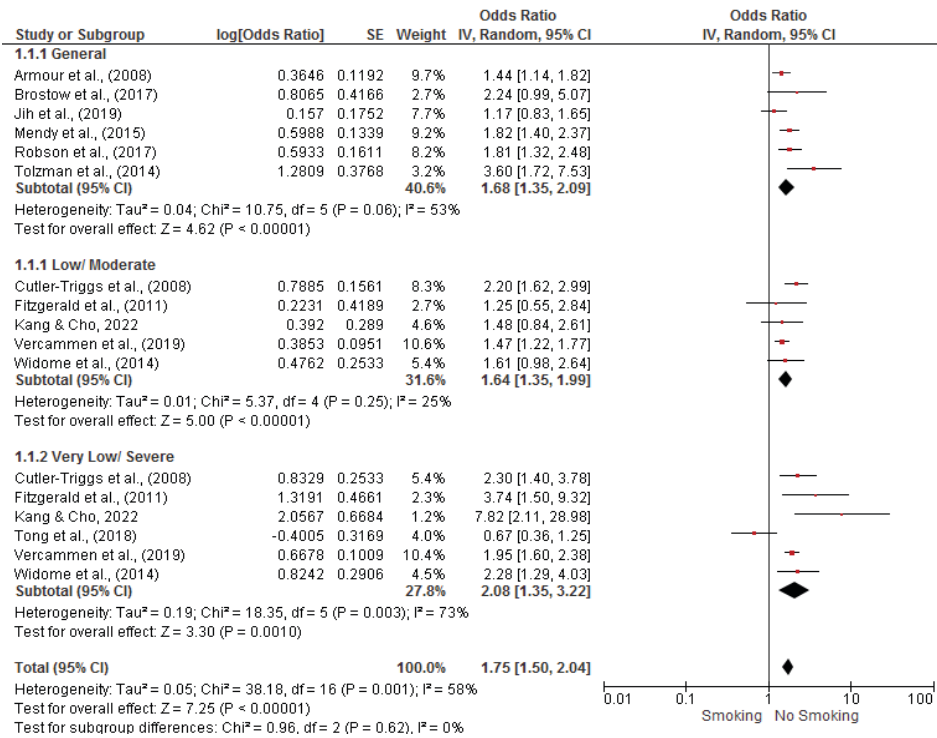 Odds Ratio Odds Ratio
Study or Subgroup log[Odds Ratio] SE Weight IV, Random, 95% CI IV, Random, 95% CI
1.1.1 General
Armour et al., (2008) 0.3646 0.1192 9.7% 1.44 [1.14, 1.82]
Brostow et al., (2017) 0.8065 0.4166 2.7% 2.24 [0.99, 5.07]
Jih et al., (2019) 0.157 0.1752 7.7% 1.17 [0.83, 1.65]
Mendy et al., (2015) 0.5988 0.1339 9.2% 1.82 [1.40, 2.37]
Robson et al., (2017) 0.5933 0.1611 8.2% 1.81 [1.32, 2.48]
Tolzman et al., (2014) 1.2809 0.3768 3.2% 3.60 [1.72, 7.53]
Subtotal (95% CI) 40.6% 1.68 [1.35, 2.09]
Heterogeneity: Tau² = 0.04; Chi² = 10.75, df = 5 (P = 0.06); I² = 53%
Test for overall effect: Z = 4.62 (P < 0.00001)
1.1.1 Low/ Moderate
Cutler-Triggs et al., (2008) 0.7885 0.1561 8.3% 2.20 [1.62, 2.99]
Fitzgerald et al., (2011) 0.2231 0.4189 2.7% 1.25 [0.55, 2.84]
Kang & Cho, 2022 0.392 0.289 4.6% 1.48 [0.84, 2.61]
Vercammen et al., (2019) 0.3853 0.0951 10.6% 1.47 [1.22, 1.77]
Widome et al., (2014) 0.4762 0.2533 5.4% 1.61 [0.98, 2.64]
Subtotal (95% CI) 31.6% 1.64 [1.35, 1.99]
Heterogeneity: Tau² = 0.01; Chi² = 5.37, df = 4 (P = 0.25); I² = 25%
Test for overall effect: Z = 5.00 (P < 0.00001)
1.1.2 Very Low/ Severe
Cutler-Triggs et al., (2008) 0.8329 0.2533 5.4% 2.30 [1.40, 3.78]
Fitzgerald et al., (2011) 1.3191 0.4661 2.3% 3.74 [1.50, 9.32]
Kang & Cho, 2022 2.0567 0.6684 1.2% 7.82 [2.11, 28.98]
Tong et al., (2018) -0.4005 0.3169 4.0% 0.67 [0.36, 1.25]
Vercammen et al., (2019) 0.6678 0.1009 10.4% 1.95 [1.60, 2.38]
Widome et al., (2014) 0.8242 0.2906 4.5% 2.28 [1.29, 4.03]
Subtotal (95% CI) 27.8% 2.08 [1.35, 3.22]
Heterogeneity: Tau² = 0.19; Chi² = 18.35, df = 5 (P = 0.003); I² = 73%
Test for overall effect: Z = 3.30 (P = 0.0010)
Total (95% CI) 100.0% 1.75 [1.50, 2.04]
Heterogeneity: Tau² = 0.05; Chi² = 38.18, df = 16 (P = 0.001); I² = 58%
Test for overall effect: Z = 7.25 (P < 0.00001)
Test for subgroup differences: Chi² = 0.96, df = 2 (P = 0.62), I² = 0%
0.01 0.1 1 10 100
Smoking No Smoking